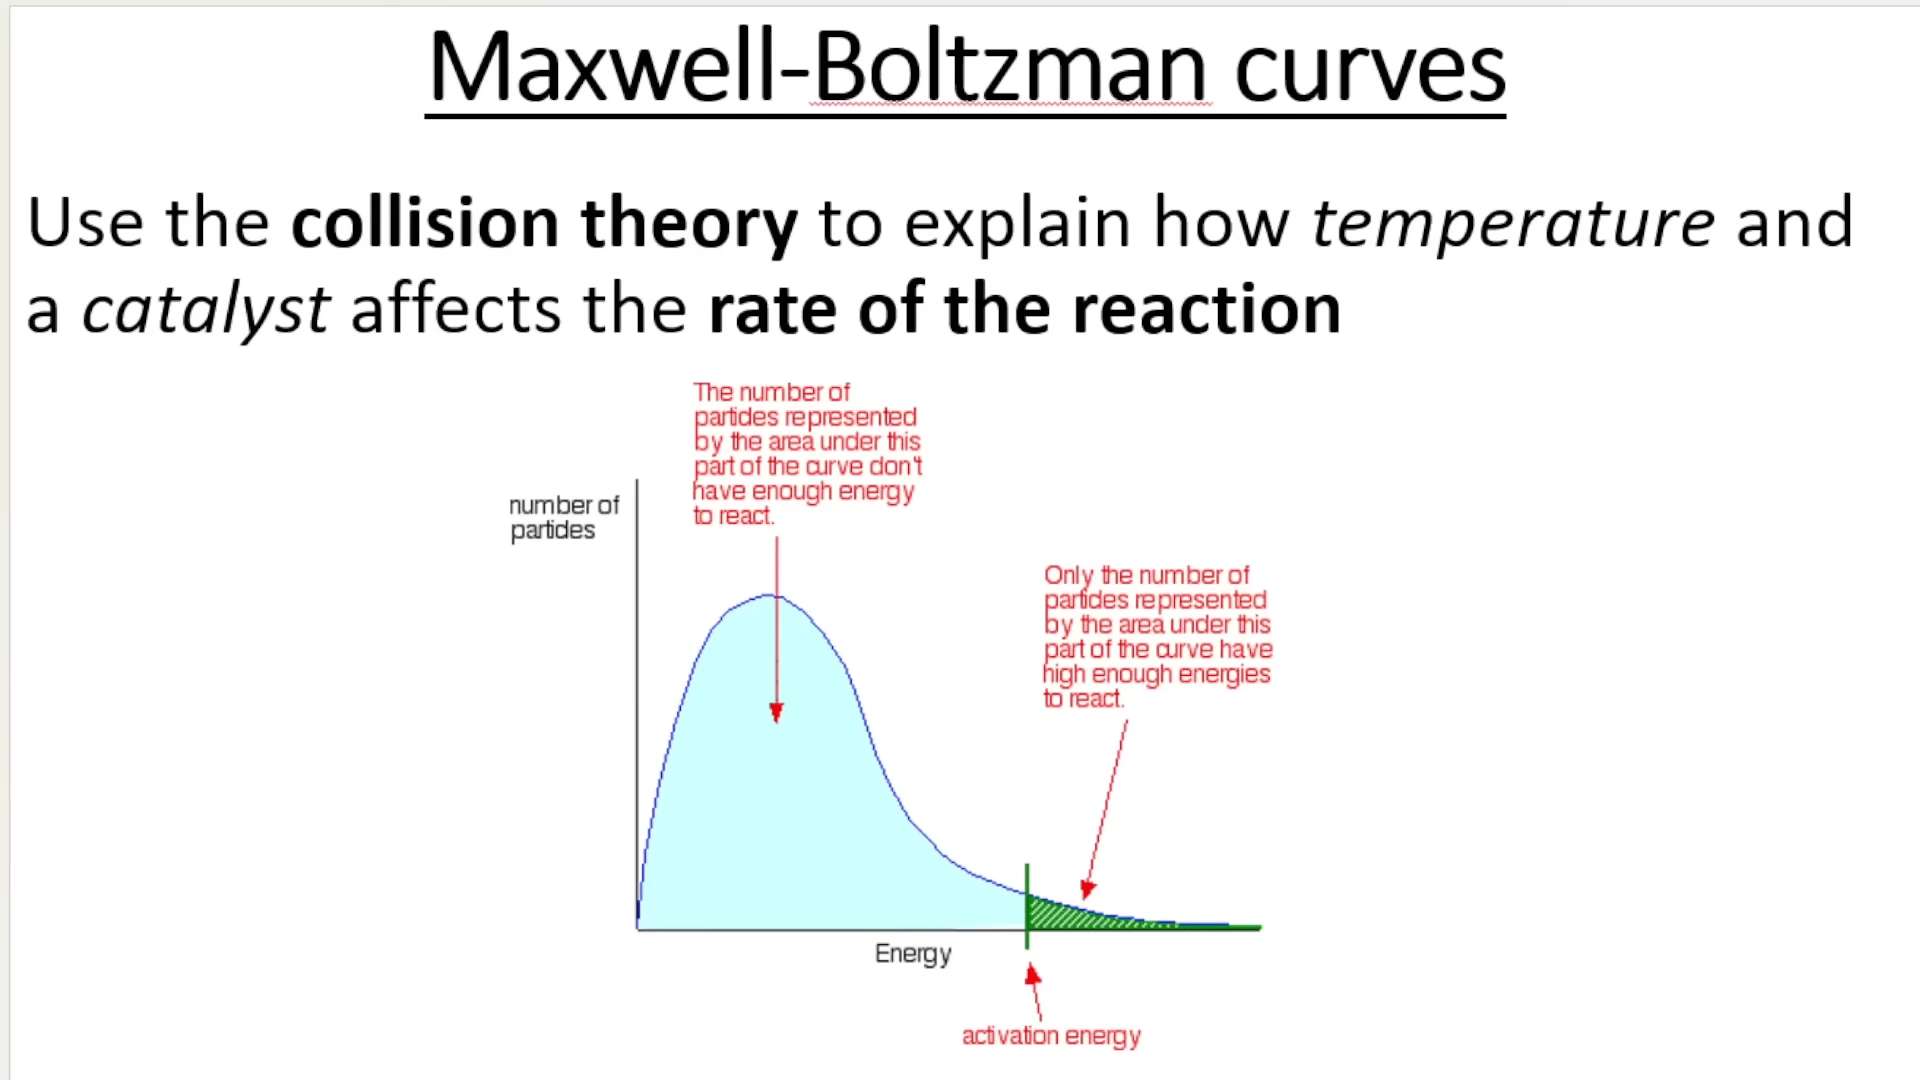 Maxwell-Boltzman curves
Use the collision theory to explain how temperature and
a catalyst affects the rate of the reaction
The number of
particles represented
by the area under this
part of the curve don't
have enough energy
to react.
number of
particles
Only the number of
particles represented
by the area under this
part of the curve have
high enough energies
to react.
Energy
activation energy